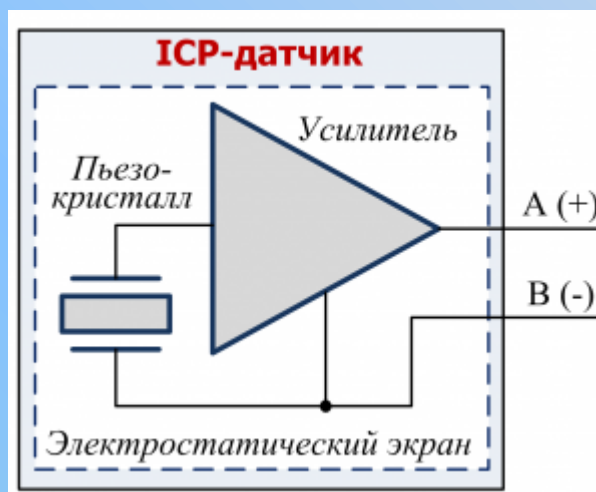 ICP-датчик
Усилитель
Пьезо-
кристалл
А (+)
В (-)
Электростатический экран